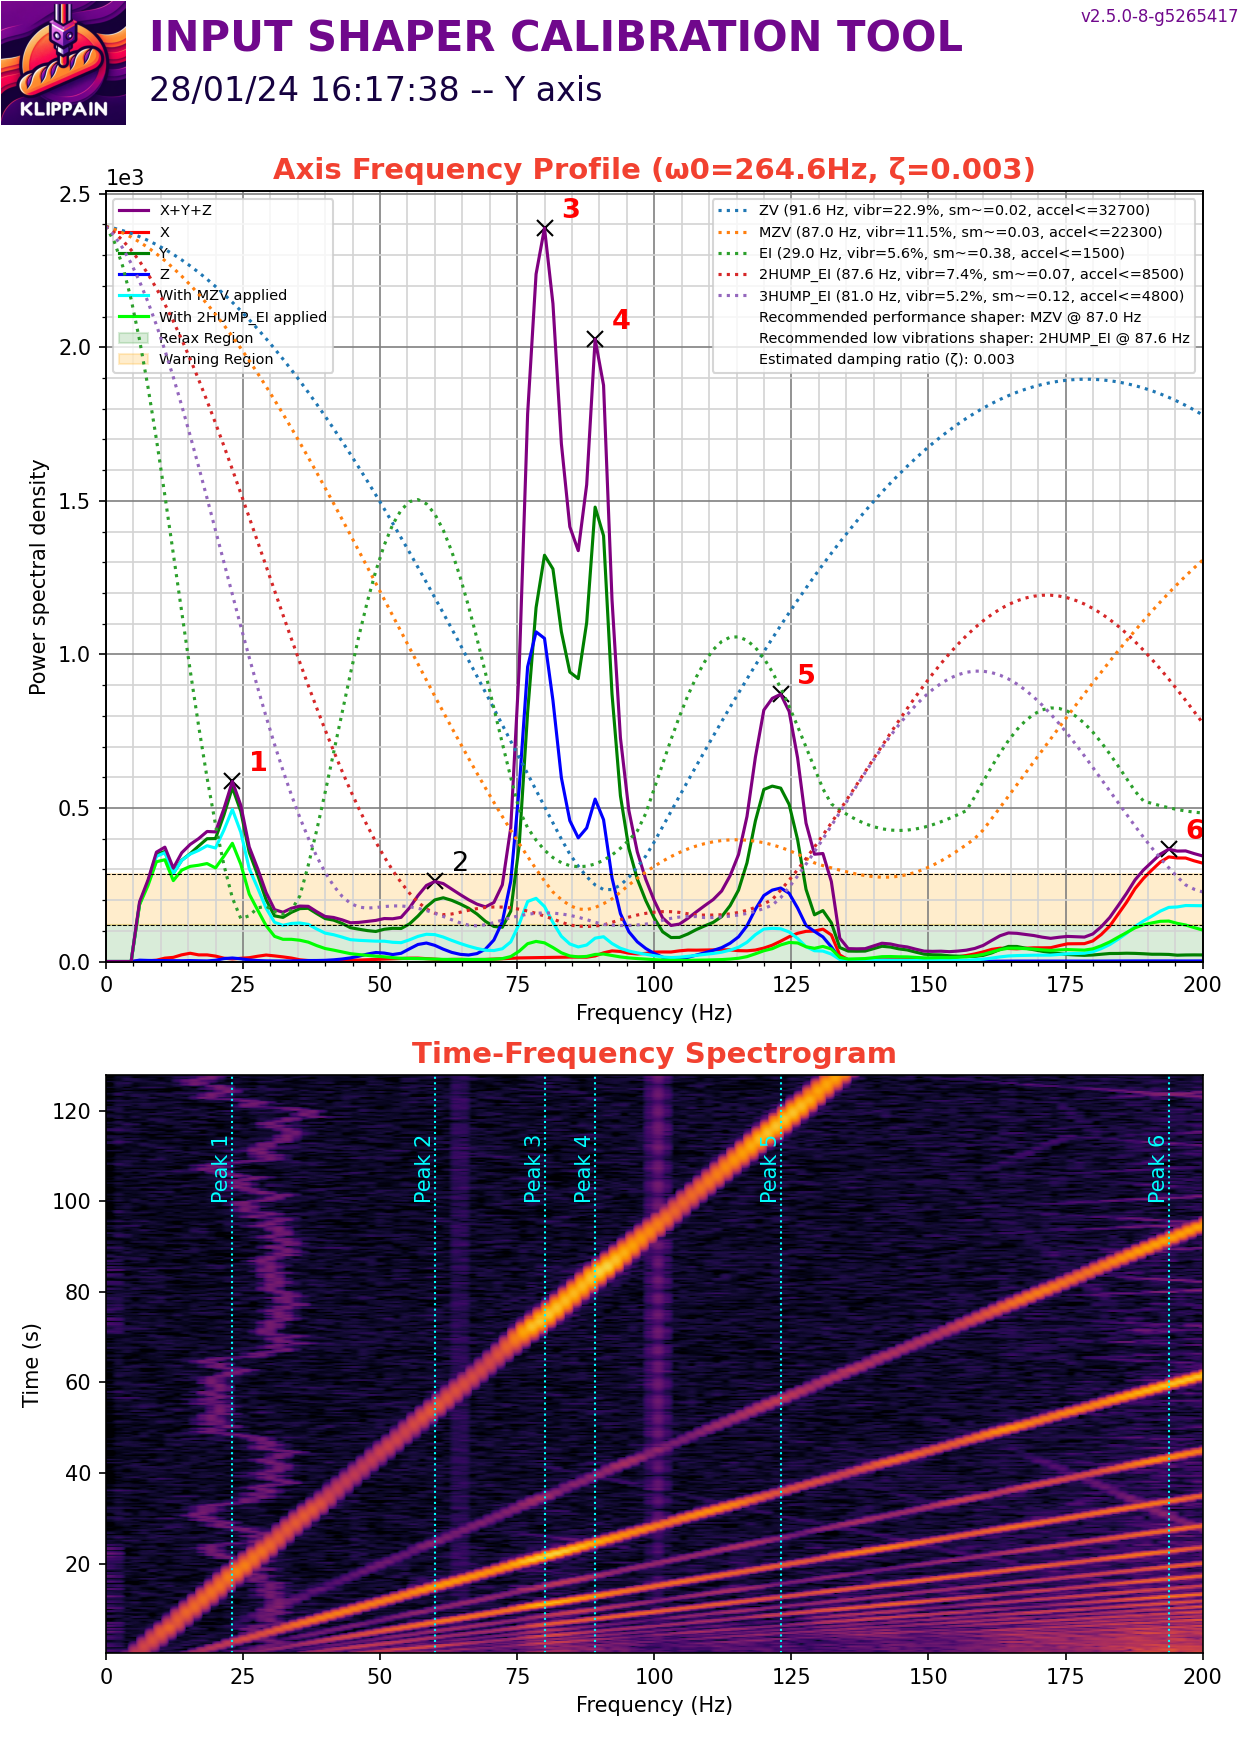 v2.5.0-8-g5265417
INPUT SHAPER CALIBRATION TOOL
28/01/24 16:17:38 -- Y axis
KLIPPAIN
Axis Frequency Profile (ω0=264.6Hz, ζ=0.003)
1e3
X+Y+Z
X
Y
Z
With MZV applied
With 2HUMP_EI applied
Relax Region
Warning Region
ZV (91.6 Hz, vibr=22.9%, sm~=0.02, accel<=32700)
MZV (87.0 Hz, vibr=11.5%, sm~=0.03, accel<=22300)
EI (29.0 Hz, vibr=5.6%, sm~=0.38, accel<=1500)
2HUMP_EI (87.6 Hz, vibr=7.4%, sm~=0.07, accel<=8500)
3HUMP_EI (81.0 Hz, vibr=5.2%, sm~=0.12, accel<=4800)
Recommended performance shaper: MZV @ 87.0 Hz
Recommended low vibrations shaper: 2HUMP_EI @ 87.6 Hz
Estimated damping ratio (ζ): 0.003
2.5
2.0
1.5
1.0
0.5
0.0
Power spectral density
1
2
3
4
5
6
0 25 50 75 100 125 150 175 200
Frequency (Hz)
Time-Frequency Spectrogram
120
100
80
60
40
20
Time (s)
Peak 1
Peak 2
Peak 3
Peak 4
Peak 5
Peak 6
0 25 50 75 100 125 150 175 200
Frequency (Hz)